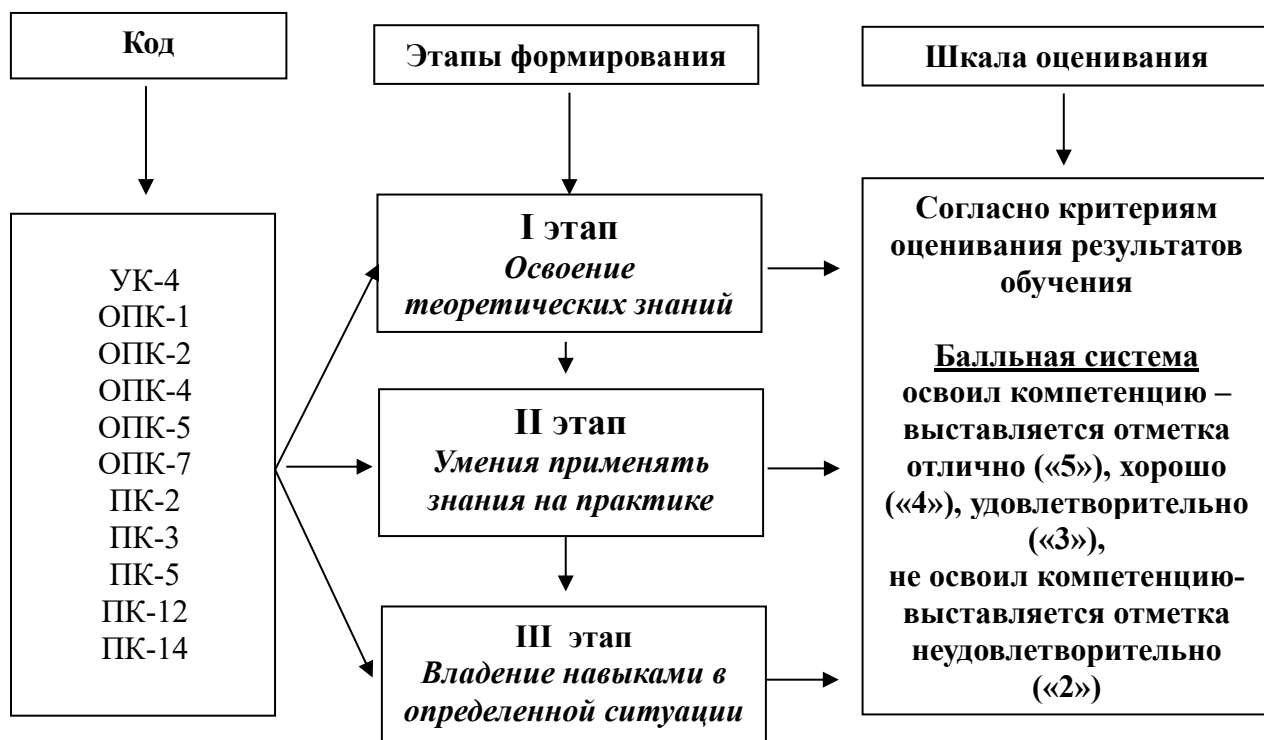 Код
Этапы формирования
Шкала оценивания
УК-4
ОПК-1
ОПК-2
ОПК-4
ОПК-5
ОПК-7
ПК-2
ПК-3
ПК-5
ПК-12
ПК-14
I этап
Освоение
теоретических знаний
II этап
Умения применять
знания на практике
III этап
Владение навыками в
определенной ситуации
Согласно критериям
оценивания результатов
обучения
Балльная система
освоил компетенцию –
выставляется отметка
отлично («5»), хорошо
(«4»), удовлетворительно
(«3»),
не освоил компетенцию-
выставляется отметка
неудовлетворительно
(«2»)